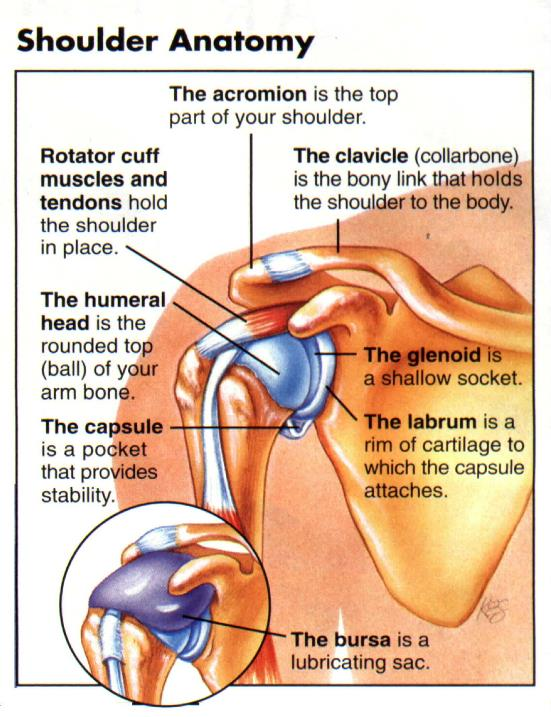 Shoulder Anatomy
The acromion is the top
part of your shoulder.
Rotator cuff
muscles and
tendons hold
the shoulder
in place.
The clavicle (collarbone)
is the bony link that holds
the shoulder to the body.
The humeral
head is the
rounded top
(ball) of your
arm bone.
The glenoid is
a shallow socket.
The capsule
is a pocket
that provides
stability.
The labrum is a
rim of cartilage to
which the capsule
attaches.
The bursa is a
lubricating sac.